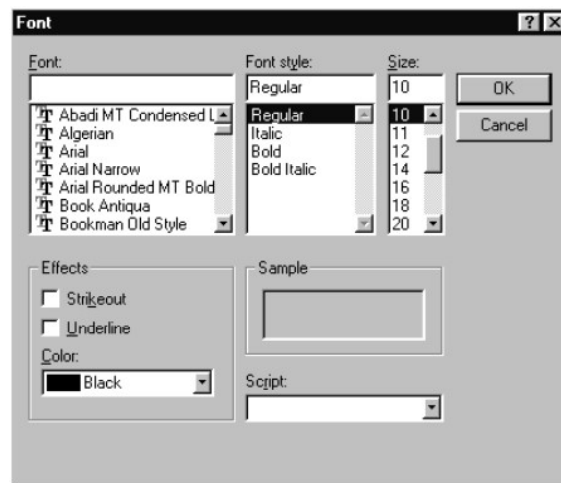 Font
Font: Font style: Size:
Regular 10 OK
Abadi MT Condensed L Regular 10 Cancel
Algerian Italic 11
Arial Bold 12
Arial Narrow Bold Italic 14
Arial Rounded MT Bold 16
Book Antiqua 18
Bookman Old Style 20
Effects Sample
Strikeout
Underline
Color:
Black Script: